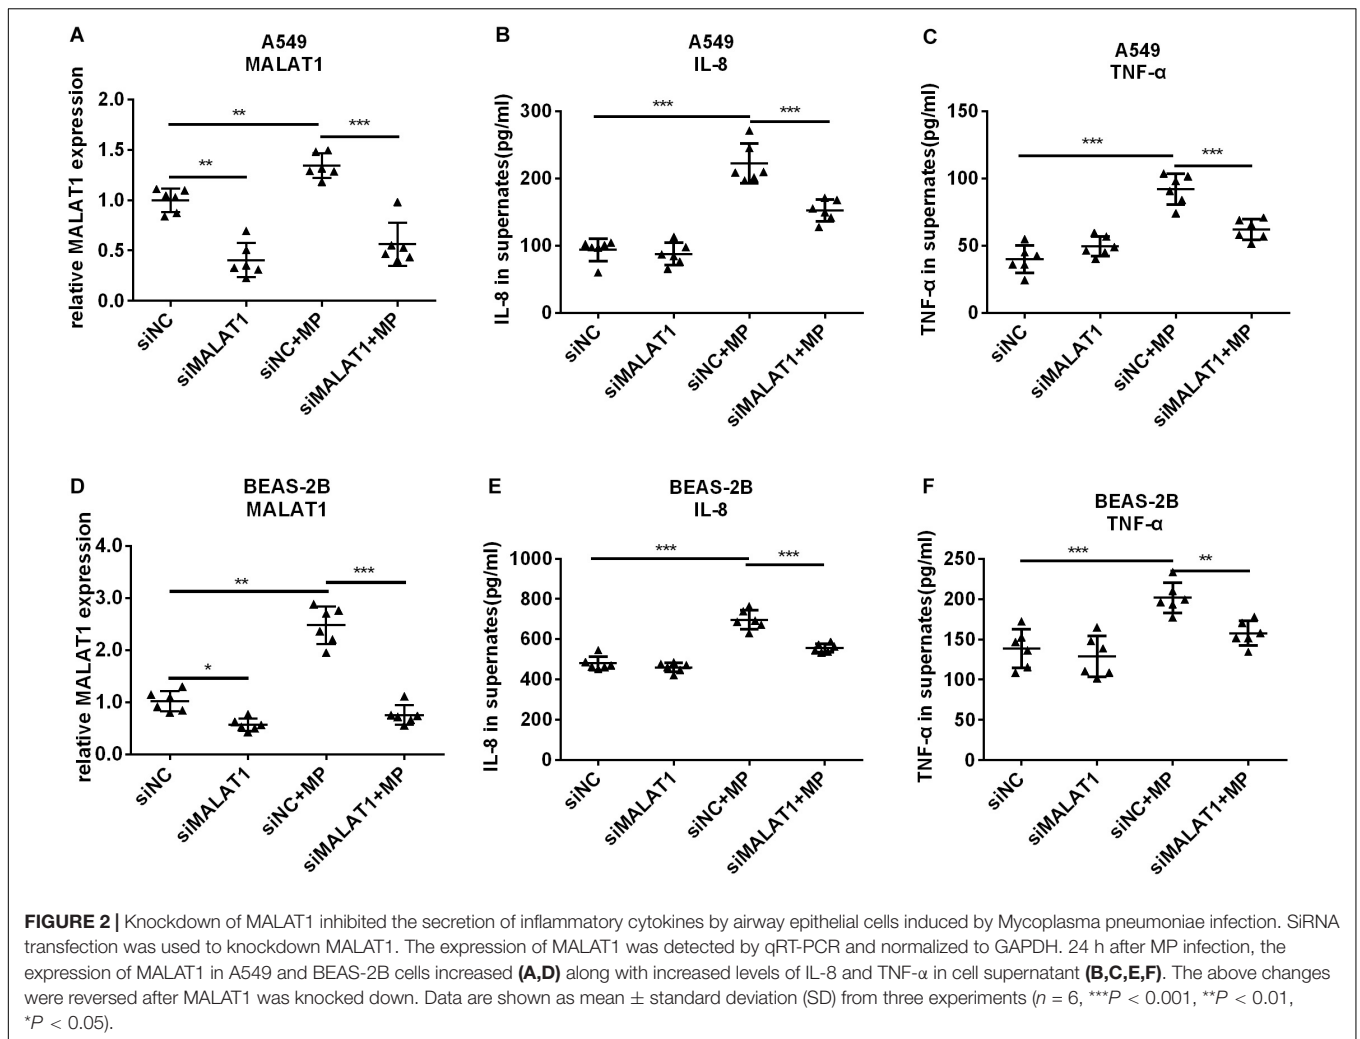 A
A549
MALAT1
relative MALAT1 expression
2.0
1.5
1.0
0.5
0.0
**
**
***
siNC
siMALAT1
siNC+MP
siMALAT1+MP
B
A549
IL-8
IL-8 in supernates(pg/ml)
300
200
100
0
***
***
siNC
siMALAT1
siNC+MP
siMALAT1+MP
C
A549
TNF-α
TNF-α in supernates(pg/ml)
150
100
50
0
***
***
siNC
siMALAT1
siNC+MP
siMALAT1+MP
D
BEAS-2B
MALAT1
relative MALAT1 expression
4.0
3.0
2.0
1.0
0.0
*
**
***
siNC
siMALAT1
siNC+MP
siMALAT1+MP
E
BEAS-2B
IL-8
IL-8 in supernates(pg/ml)
1000
800
600
400
200
0
***
***
siNC
siMALAT1
siNC+MP
siMALAT1+MP
F
BEAS-2B
TNF-α
TNF-α in supernates(pg/ml)
250
200
150
100
50
0
***
**
siNC
siMALAT1
siNC+MP
siMALAT1+MP
FIGURE 2 | Knockdown of MALAT1 inhibited the secretion of inflammatory cytokines by airway epithelial cells induced by Mycoplasma pneumoniae infection. SiRNA
transfection was used to knockdown MALAT1. The expression of MALAT1 was detected by qRT-PCR and normalized to GAPDH. 24 h after MP infection, the
expression of MALAT1 in A549 and BEAS-2B cells increased (A,D) along with increased levels of IL-8 and TNF-α in cell supernatant (B,C,E,F). The above changes
were reversed after MALAT1 was knocked down. Data are shown as mean ± standard deviation (SD) from three experiments (n = 6, ***P < 0.001, **P < 0.01,
*P < 0.05).